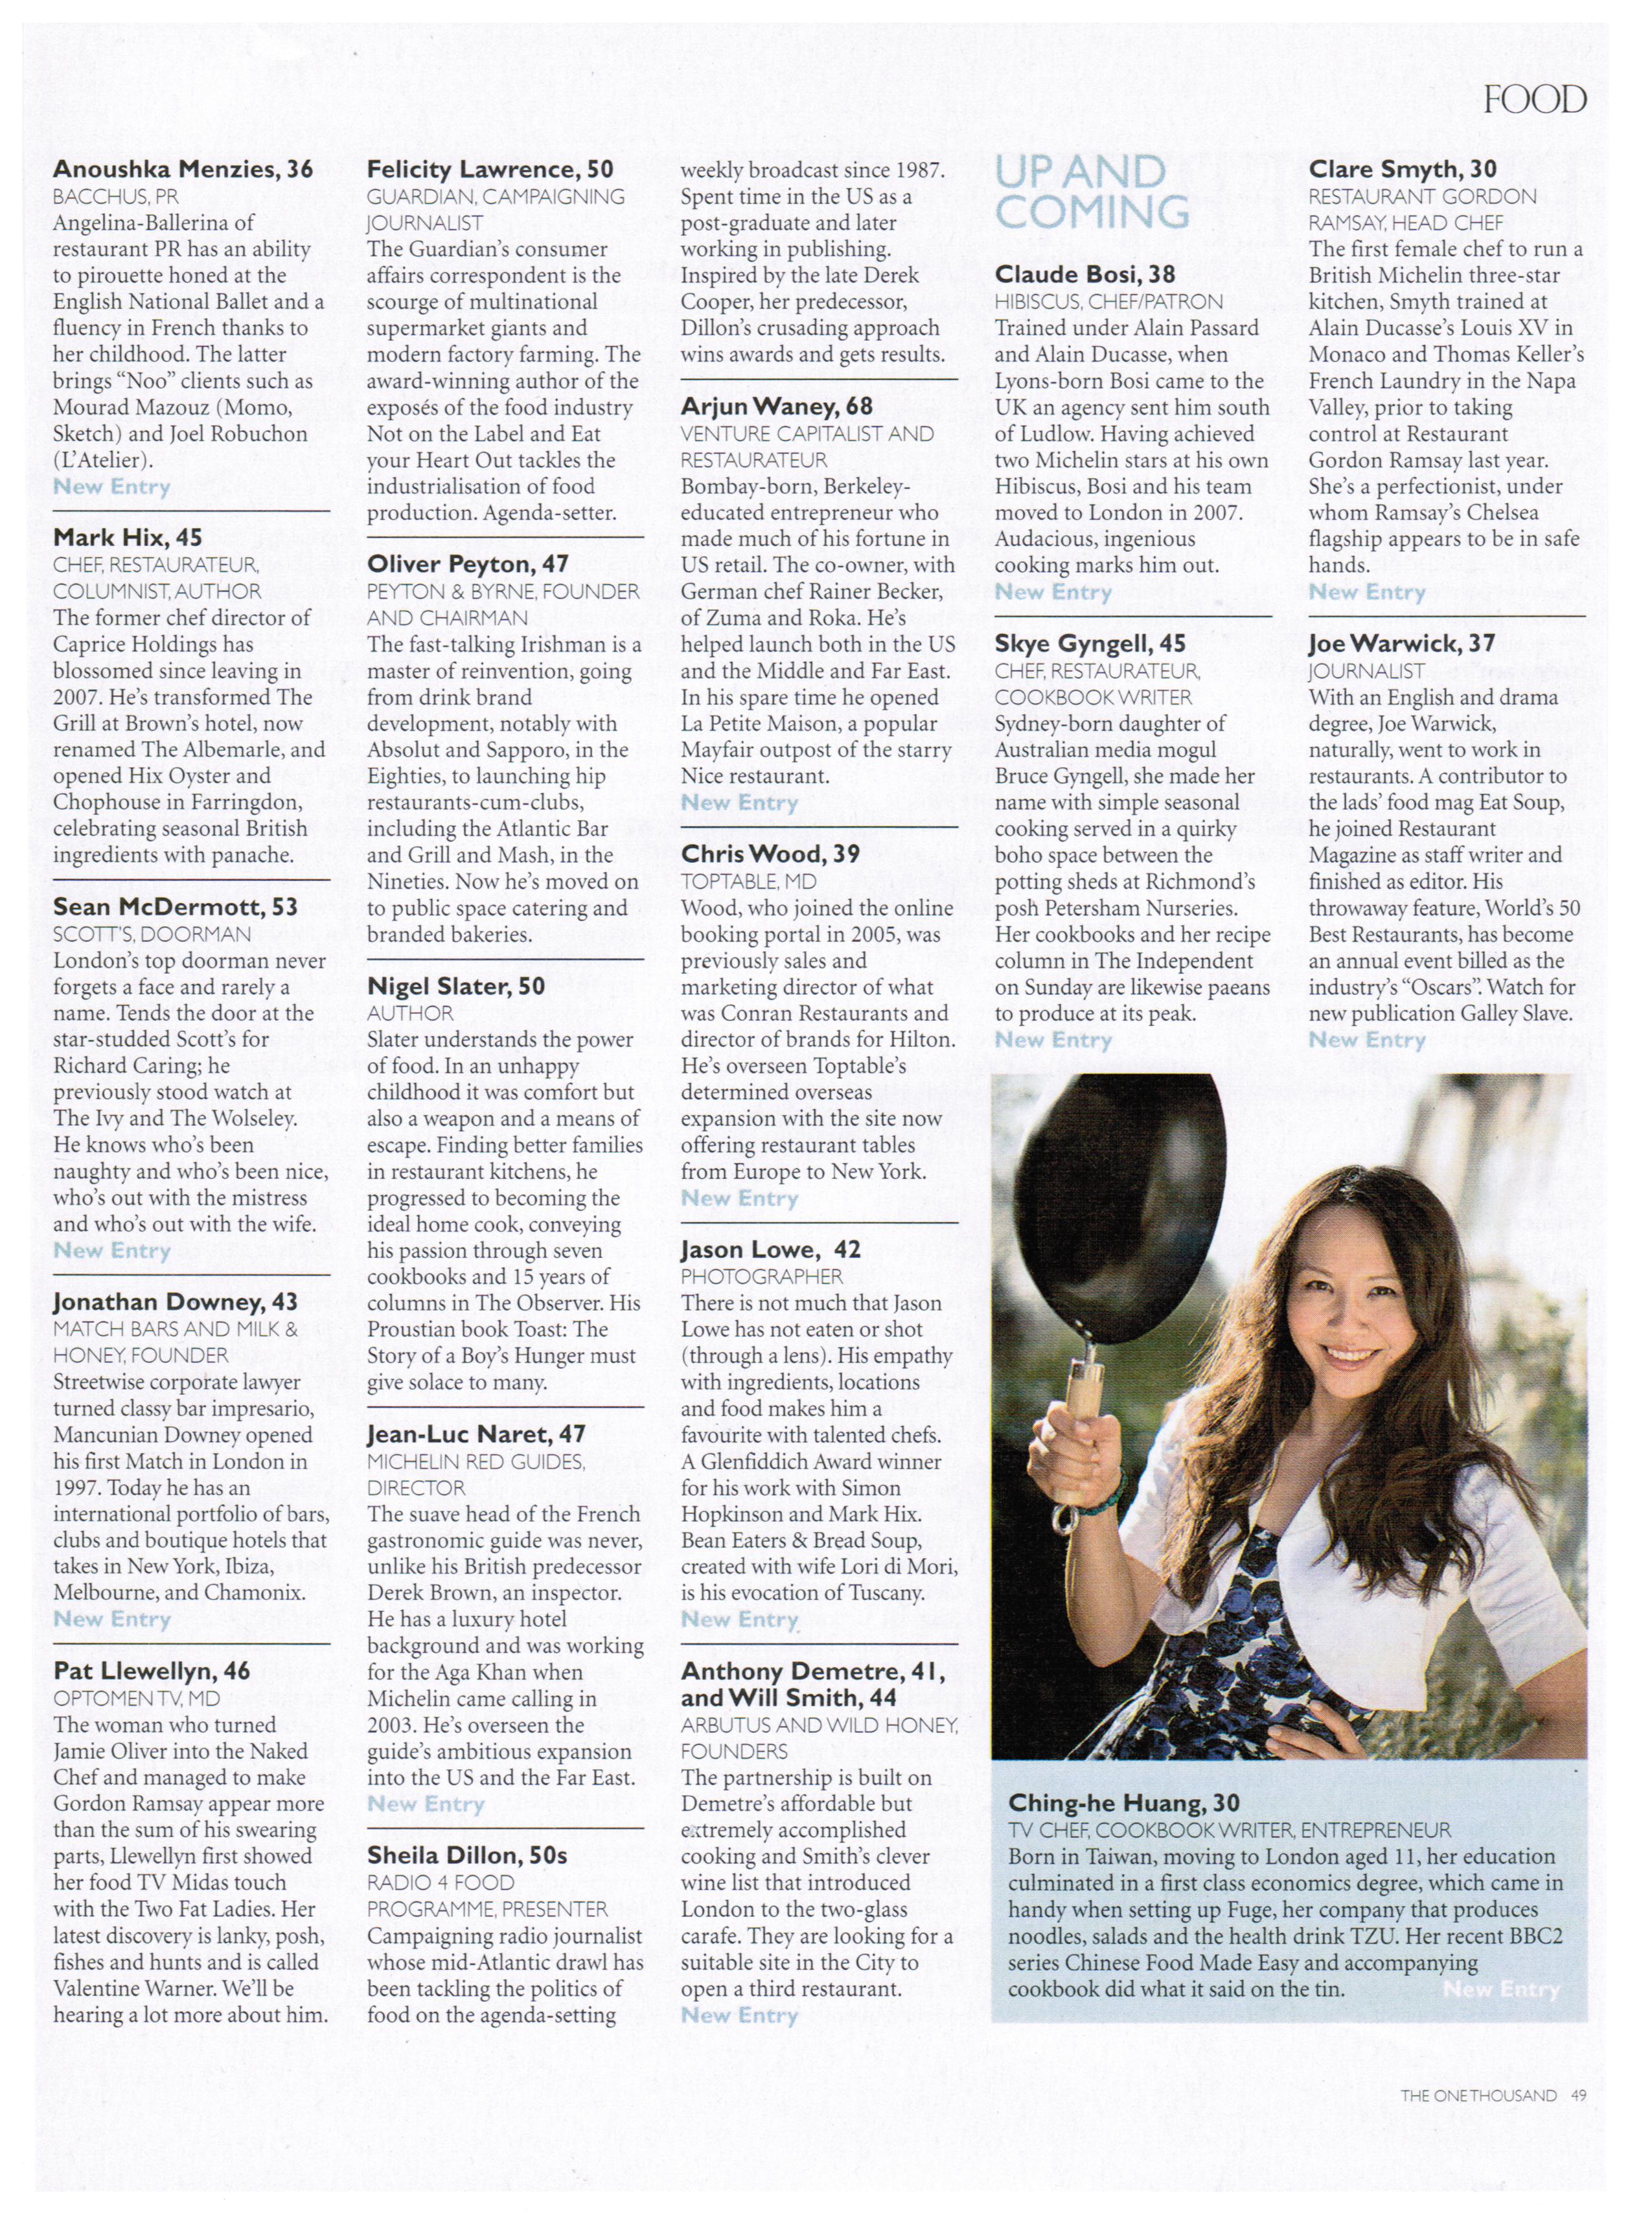 FOOD
Anoushka Menzies, 36
BACCHUS, PR
Angelina-Ballerina of
restaurant PR has an ability
to pirouette honed at the
English National Ballet and a
fluency in French thanks to
her childhood. The latter
brings “Noo” clients such as
Mourad Mazouz (Momo,
Sketch) and Joel Robuchon
(L’Atelier).
New Entry
Mark Hix, 45
CHEF, RESTAURATEUR,
COLUMNIST, AUTHOR
The former chef director of
Caprice Holdings has
blossomed since leaving in
2007. He’s transformed The
Grill at Brown’s hotel, now
renamed The Albemarle, and
opened Hix Oyster and
Chophouse in Farringdon,
celebrating seasonal British
ingredients with panache.
Sean McDermott, 53
SCOTT’S, DOORMAN
London’s top doorman never
forgets a face and rarely a
name. Tends the door at the
star-studded Scott’s for
Richard Caring; he
previously stood watch at
The Ivy and The Wolseley.
He knows who’s been
naughty and who’s been nice,
who’s out with the mistress
and who’s out with the wife.
New Entry
Jonathan Downey, 43
MATCH BARS AND MILK &
HONEY, FOUNDER
Streetwise corporate lawyer
turned classy bar impresario,
Mancunian Downey opened
his first Match in London in
1997. Today he has an
international portfolio of bars,
clubs and boutique hotels that
takes in New York, Ibiza,
Melbourne, and Chamonix.
New Entry
Pat Llewellyn, 46
OPTOMEN TV, MD
The woman who turned
Jamie Oliver into the Naked
Chef and managed to make
Gordon Ramsay appear more
than the sum of his swearing
parts, Llewellyn first showed
her food TV Midas touch
with the Two Fat Ladies. Her
latest discovery is lanky, posh,
fishes and hunts and is called
Valentine Warner. We’ll be
hearing a lot more about him.
Felicity Lawrence, 50
GUARDIAN, CAMPAIGNING
JOURNALIST
The Guardian’s consumer
affairs correspondent is the
scourge of multinational
supermarket giants and
modern factory farming. The
award-winning author of the
exposés of the food industry
Not on the Label and Eat
your Heart Out tackles the
industrialisation of food
production. Agenda-setter.
Oliver Peyton, 47
PEYTON & BYRNE, FOUNDER
AND CHAIRMAN
The fast-talking Irishman is a
master of reinvention, going
from drink brand
development, notably with
Absolut and Sapporo, in the
Eighties, to launching hip
restaurants-cum-clubs,
including the Atlantic Bar
and Grill and Mash, in the
Nineties. Now he’s moved on
to public space catering and
branded bakeries.
Nigel Slater, 50
AUTHOR
Slater understands the power
of food. In an unhappy
childhood it was comfort but
also a weapon and a means of
escape. Finding better families
in restaurant kitchens, he
progressed to becoming the
ideal home cook, conveying
his passion through seven
cookbooks and 15 years of
columns in The Observer. His
Proustian book Toast: The
Story of a Boy’s Hunger must
give solace to many.
Jean-Luc Naret, 47
MICHELIN RED GUIDES,
DIRECTOR
The suave head of the French
gastronomic guide was never,
unlike his British predecessor
Derek Brown, an inspector.
He has a luxury hotel
background and was working
for the Aga Khan when
Michelin came calling in
2003. He’s overseen the
guide’s ambitious expansion
into the US and the Far East.
New Entry
Sheila Dillon, 50s
RADIO 4 FOOD
PROGRAMME, PRESENTER
Campaigning radio journalist
whose mid-Atlantic drawl has
been tackling the politics of
food on the agenda-setting
weekly broadcast since 1987.
Spent time in the US as a
post-graduate and later
working in publishing.
Inspired by the late Derek
Cooper, her predecessor,
Dillon’s crusading approach
wins awards and gets results.
Arjun Waney, 68
VENTURE CAPITALIST AND
RESTAURATEUR
Bombay-born, Berkeley-
educated entrepreneur who
made much of his fortune in
US retail. The co-owner, with
German chef Rainer Becker,
of Zuma and Roka. He’s
helped launch both in the US
and the Middle and Far East.
In his spare time he opened
La Petite Maison, a popular
Mayfair outpost of the starry
Nice restaurant.
New Entry
Chris Wood, 39
TOPTABLE, MD
Wood, who joined the online
booking portal in 2005, was
previously sales and
marketing director of what
was Conran Restaurants and
director of brands for Hilton.
He’s overseen Toptable’s
determined overseas
expansion with the site now
offering restaurant tables
from Europe to New York.
New Entry
Jason Lowe, 42
PHOTOGRAPHER
There is not much that Jason
Lowe has not eaten or shot
(through a lens). His empathy
with ingredients, locations
and food makes him a
favourite with talented chefs.
A Glenfiddich Award winner
for his work with Simon
Hopkinson and Mark Hix.
Bean Eaters & Bread Soup,
created with wife Lori di Mori,
is his evocation of Tuscany.
New Entry
Anthony Demetre, 41,
and Will Smith, 44
ARBUTUS AND WILD HONEY,
FOUNDERS
The partnership is built on
Demetre’s affordable but
extremely accomplished
cooking and Smith’s clever
wine list that introduced
London to the two-glass
carafe. They are looking for a
suitable site in the City to
open a third restaurant.
New Entry
UP AND
COMING
Claude Bosi, 38
HIBISCUS, CHEF/PATRON
Trained under Alain Passard
and Alain Ducasse, when
Lyons-born Bosi came to the
UK an agency sent him south
of Ludlow. Having achieved
two Michelin stars at his own
Hibiscus, Bosi and his team
moved to London in 2007.
Audacious, ingenious
cooking marks him out.
New Entry
Skye Gyngell, 45
CHEF, RESTAURATEUR,
COOKBOOK WRITER
Sydney-born daughter of
Australian media mogul
Bruce Gyngell, she made her
name with simple seasonal
cooking served in a quirky
boho space between the
potting sheds at Richmond’s
posh Petersham Nurseries.
Her cookbooks and her recipe
column in The Independent
on Sunday are likewise paeans
to produce at its peak.
New Entry
Clare Smyth, 30
RESTAURANT GORDON
RAMSAY, HEAD CHEF
The first female chef to run a
British Michelin three-star
kitchen, Smyth trained at
Alain Ducasse’s Louis XV in
Monaco and Thomas Keller’s
French Laundry in the Napa
Valley, prior to taking
control at Restaurant
Gordon Ramsay last year.
She’s a perfectionist, under
whom Ramsay’s Chelsea
flagship appears to be in safe
hands.
New Entry
Joe Warwick, 37
JOURNALIST
With an English and drama
degree, Joe Warwick,
naturally, went to work in
restaurants. A contributor to
the lads’ food mag Eat Soup,
he joined Restaurant
Magazine as staff writer and
finished as editor. His
throwaway feature, World’s 50
Best Restaurants, has become
an annual event billed as the
industry’s “Oscars”. Watch for
new publication Galley Slave.
New Entry
Ching-he Huang, 30
TV CHEF, COOKBOOK WRITER, ENTREPRENEUR
Born in Taiwan, moving to London aged 11, her education
culminated in a first class economics degree, which came in
handy when setting up Fuge, her company that produces
noodles, salads and the health drink TZU. Her recent BBC2
series Chinese Food Made Easy and accompanying
cookbook did what it said on the tin. New Entry
THE ONE THOUSAND 49